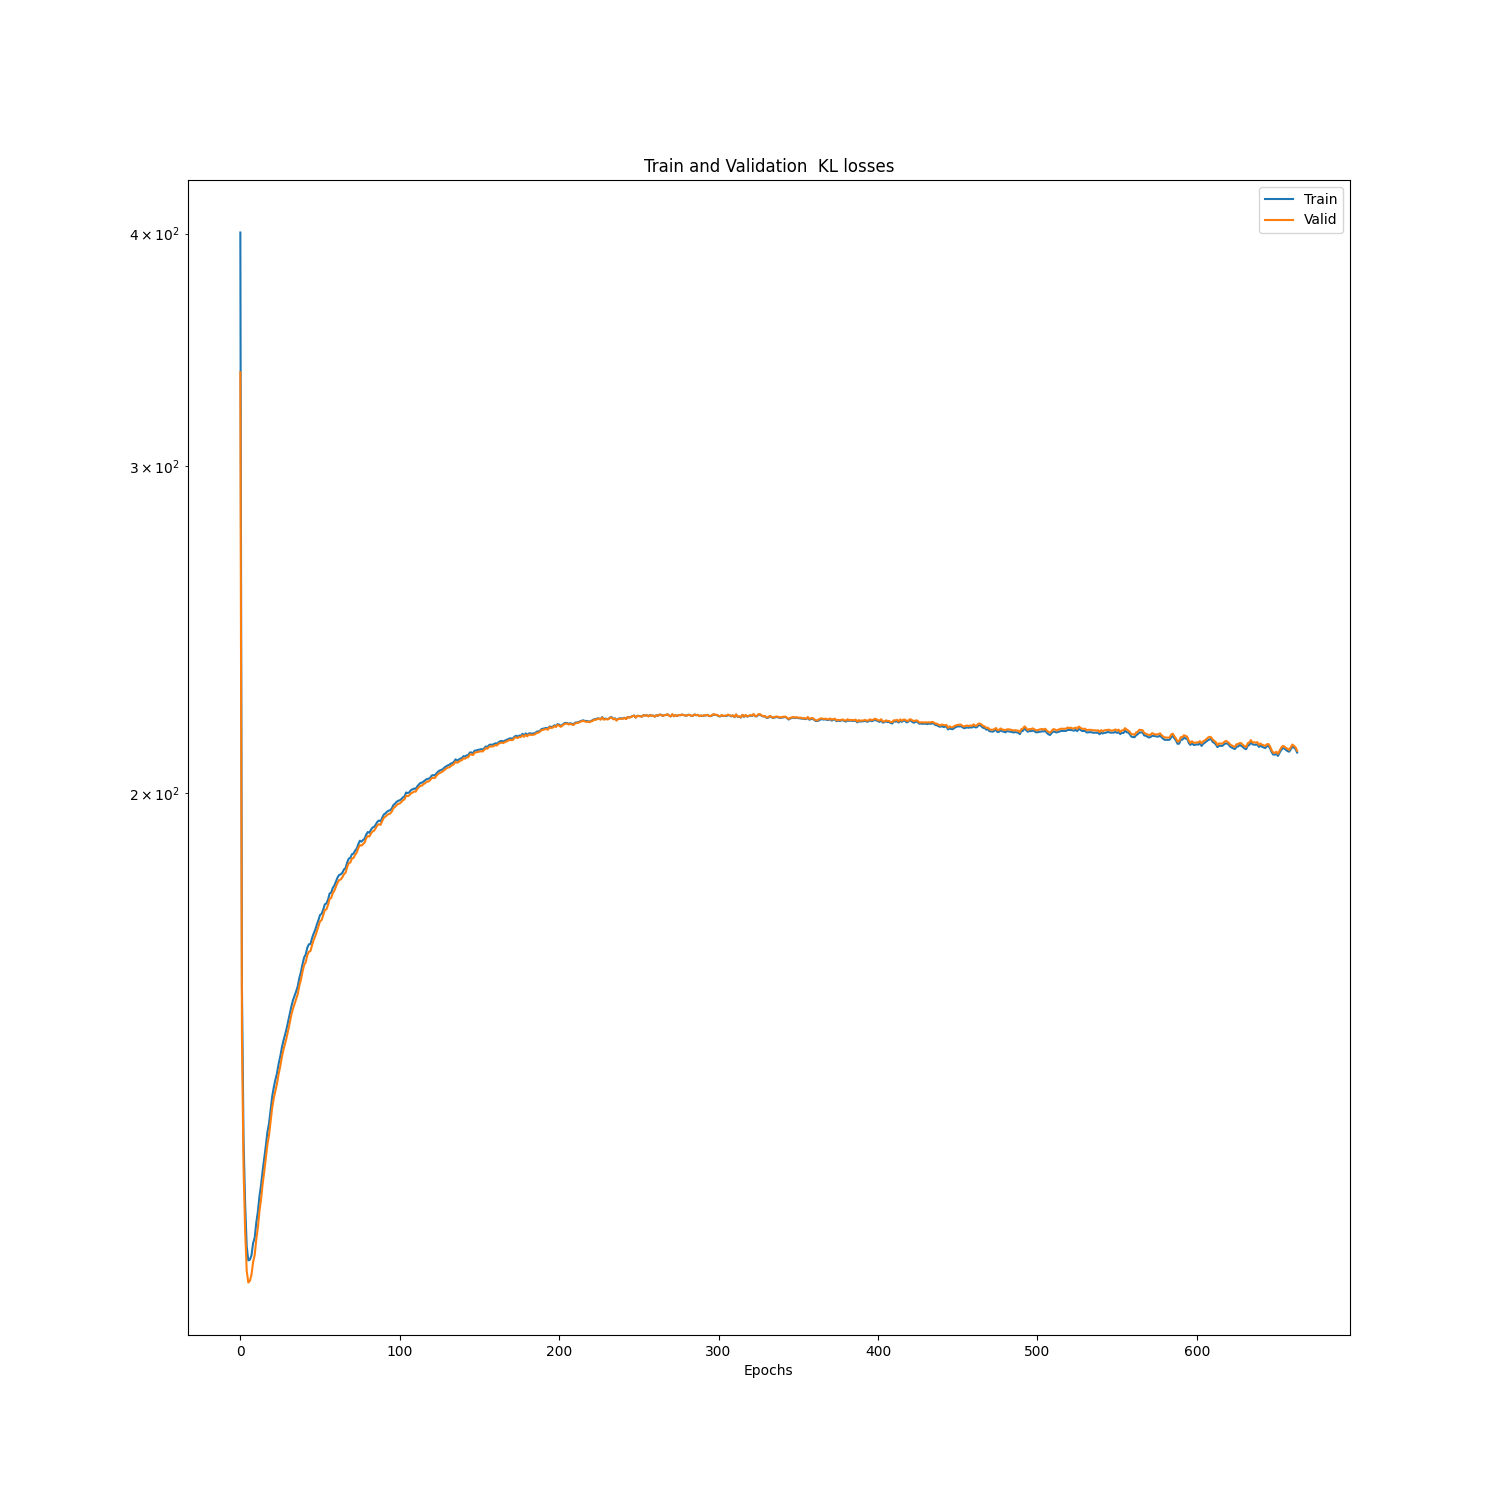 Train and Validation  KL losses
Train
Valid
4 × 10²
3 × 10²
2 × 10²
0 100 200 300 400 500 600
Epochs